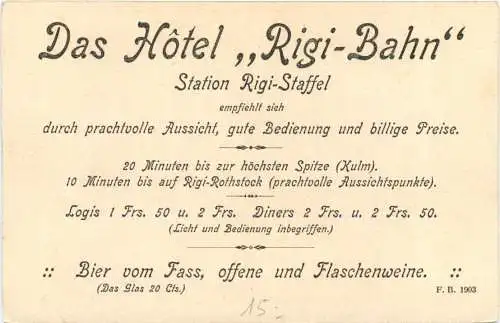 Das Hôtel „Rigi-Bahn“
Station Rigi-Staffel
empfiehlt sich
durch prachtvolle Aussicht, gute Bedienung und billige Preise.
20 Minuten bis zur höchsten Spitze (Kulm).
10 Minuten bis auf Rigi-Rothstock (prachtvolle Aussichtspunkte).
Logis 1 Frs. 50 u. 2 Frs. Diners 2 Frs. u. 2 Frs. 50.
(Licht und Bedienung inbegriffen.)
:: Bier vom Fass, offene und Flaschenweine. ::
(Das Glas 20 Cts.) F. B. 1903
15.-